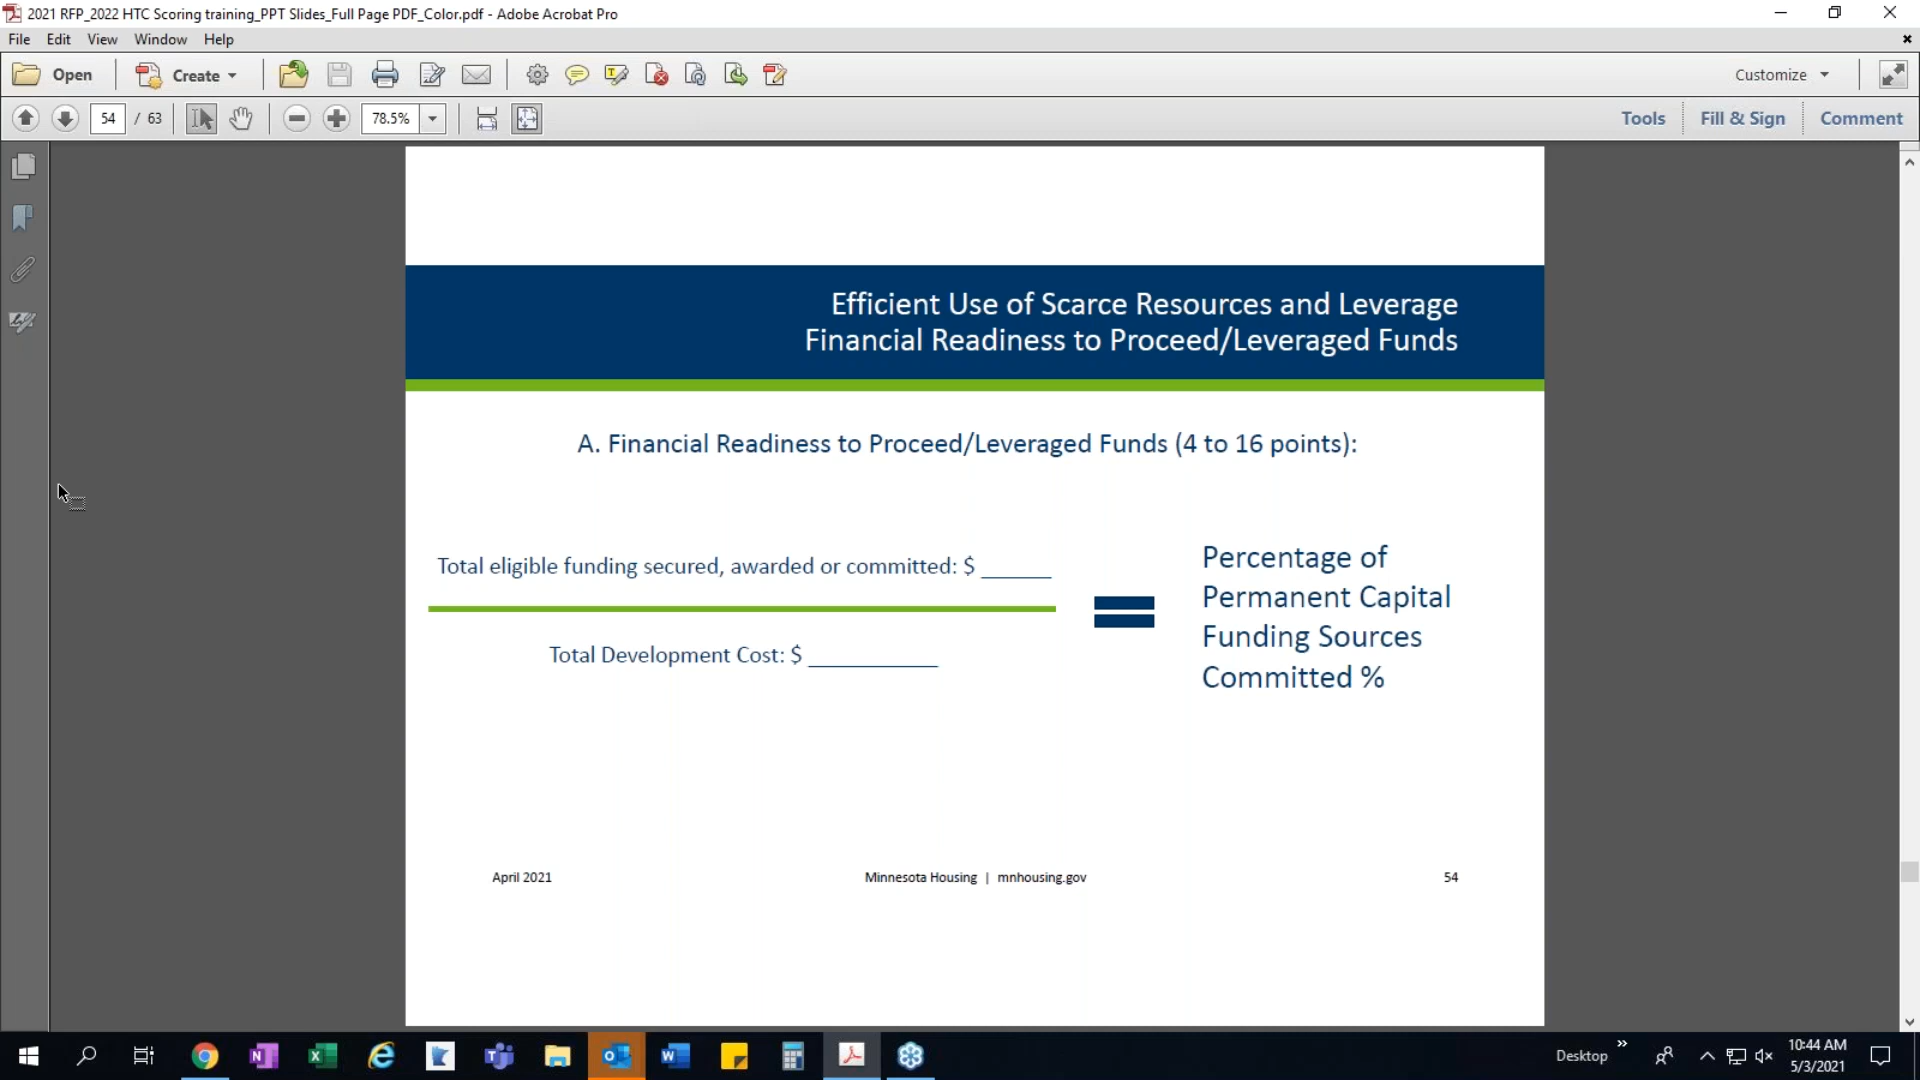 2021 RFP_2022 HTC Scoring training_PPT Slides_Full Page PDF_Color.pdf - Adobe Acrobat Pro
File Edit View Window Help
Open Create Customize
54 / 63 78.5% Tools Fill & Sign Comment
Efficient Use of Scarce Resources and Leverage
Financial Readiness to Proceed/Leveraged Funds
A. Financial Readiness to Proceed/Leveraged Funds (4 to 16 points):
Total eligible funding secured, awarded or committed: $ ______
Total Development Cost: $ ___________
Percentage of
Permanent Capital
Funding Sources
Committed %
April 2021 Minnesota Housing | mnhousing.gov 54
Desktop
10:44 AM
5/3/2021